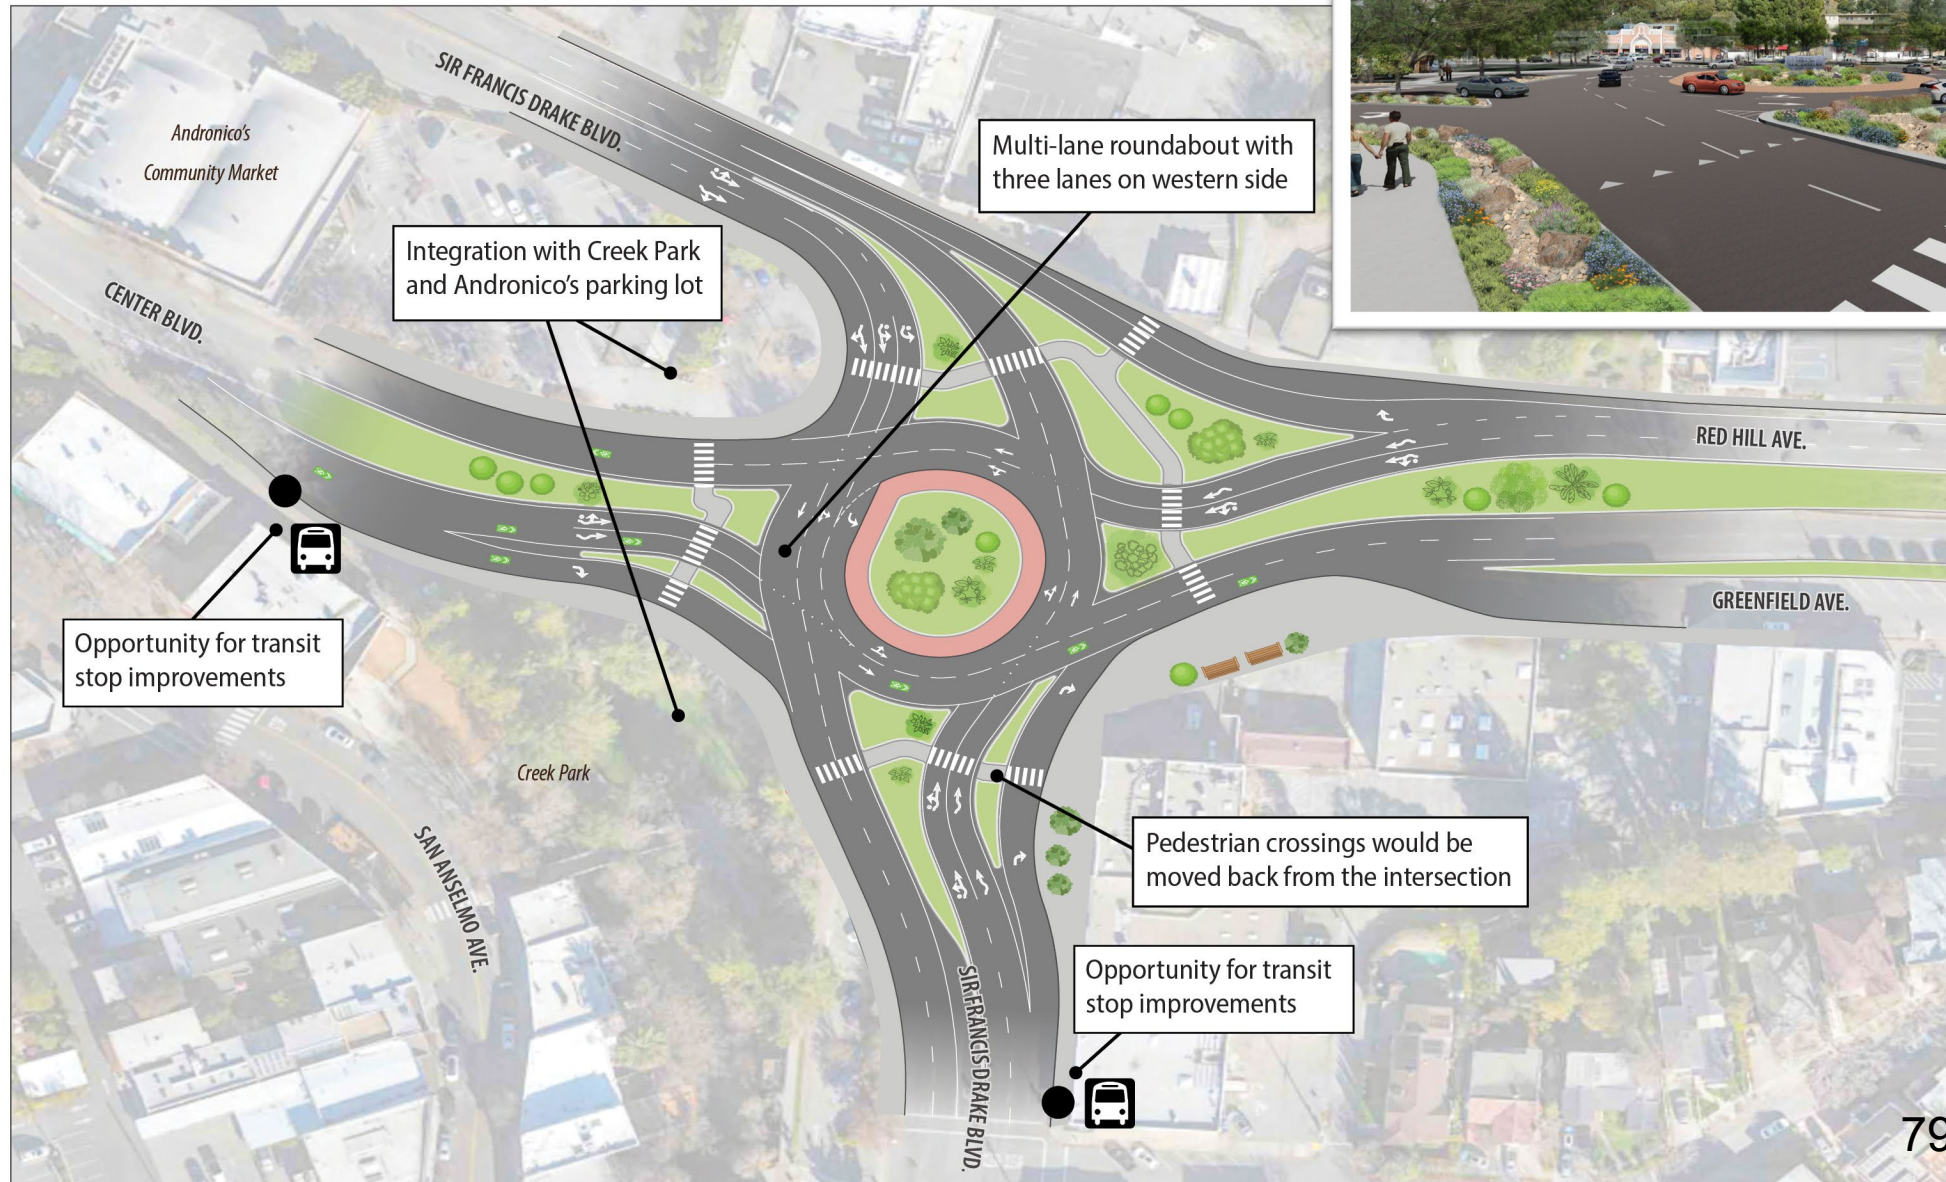 SIR FRANCIS DRAKE BLVD.
Andronico's
Community Market
Multi-lane roundabout with
three lanes on western side
Integration with Creek Park
and Andronico's parking lot
CENTER BLVD.
RED HILL AVE.
GREENFIELD AVE.
Opportunity for transit
stop improvements
Creek Park
SAN ANSELMO AVE.
Pedestrian crossings would be
moved back from the intersection
Opportunity for transit
stop improvements
SIR FRANCIS DRAKE BLVD.
79